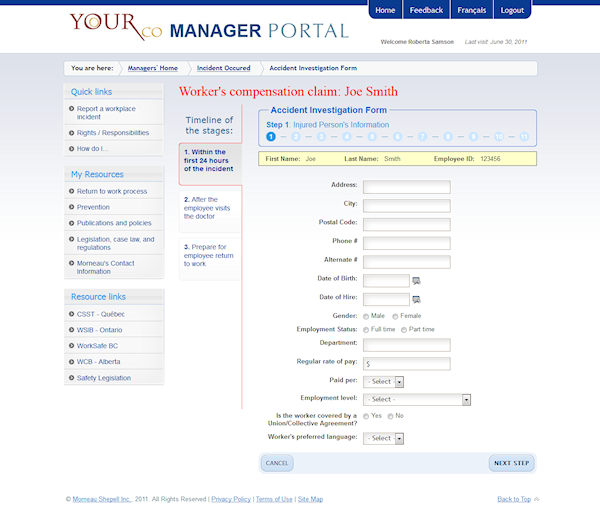 Home Feedback Français Logout
YOURco MANAGER PORTAL
Welcome Roberta Samson Last visit: June 30, 2011
You are here: Managers' Home Incident Occured Accident Investigation Form
Quick links
Report a workplace
incident
Rights / Responsibilities
How do I...
My Resources
Return to work process
Prevention
Publications and policies
Legislation, case law, and
regulations
Morneau's Contact
Information
Resource links
CSST - Québec
WSIB - Ontario
WorkSafe BC
WCB - Alberta
Safety Legislation
Worker's compensation claim: Joe Smith
Timeline of
the stages:
1. Within the
first 24 hours
of the incident
2. After the
employee visits
the doctor
3. Prepare for
employee return
to work
Accident Investigation Form
Step 1: Injured Person's Information
1 2 3 4 5 6 7 8 9 10 11
First Name: Joe Last Name: Smith Employee ID: 123456
Address:
City:
Postal Code:
Phone #
Alternate #
Date of Birth:
Date of Hire:
Gender: Male Female
Employment Status: Full time Part time
Department:
Regular rate of pay: $
Paid per: - Select -
Employment level: - Select -
Is the worker covered by a
Union/Collective Agreement? Yes No
Worker's preferred language: - Select -
CANCEL NEXT STEP
© Morneau Shepell Inc., 2011. All Rights Reserved | Privacy Policy | Terms of Use | Site Map Back to Top